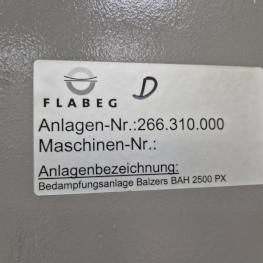 D
FLABEG
Anlagen-Nr.:266.310.000
Maschinen-Nr.:
Anlagenbezeichnung:
Bedampfungsanlage Balzers BAH 2500 PX